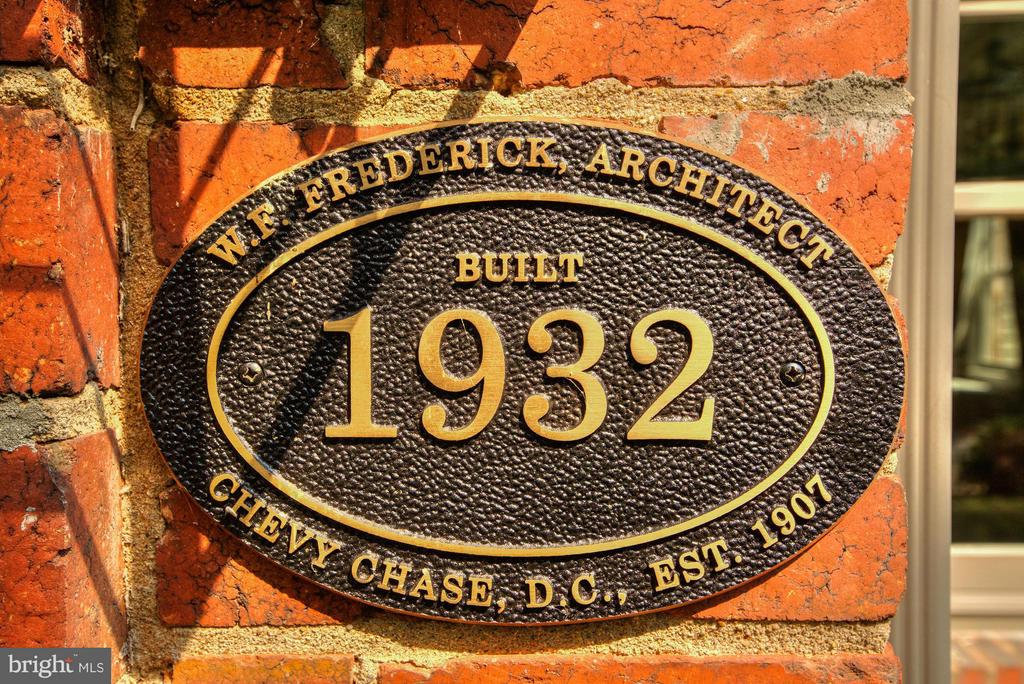 W.F. FREDERICK, ARCHITECT
BUILT
1932
CHEVY CHASE, D.C., EST. 1907
bright MLS